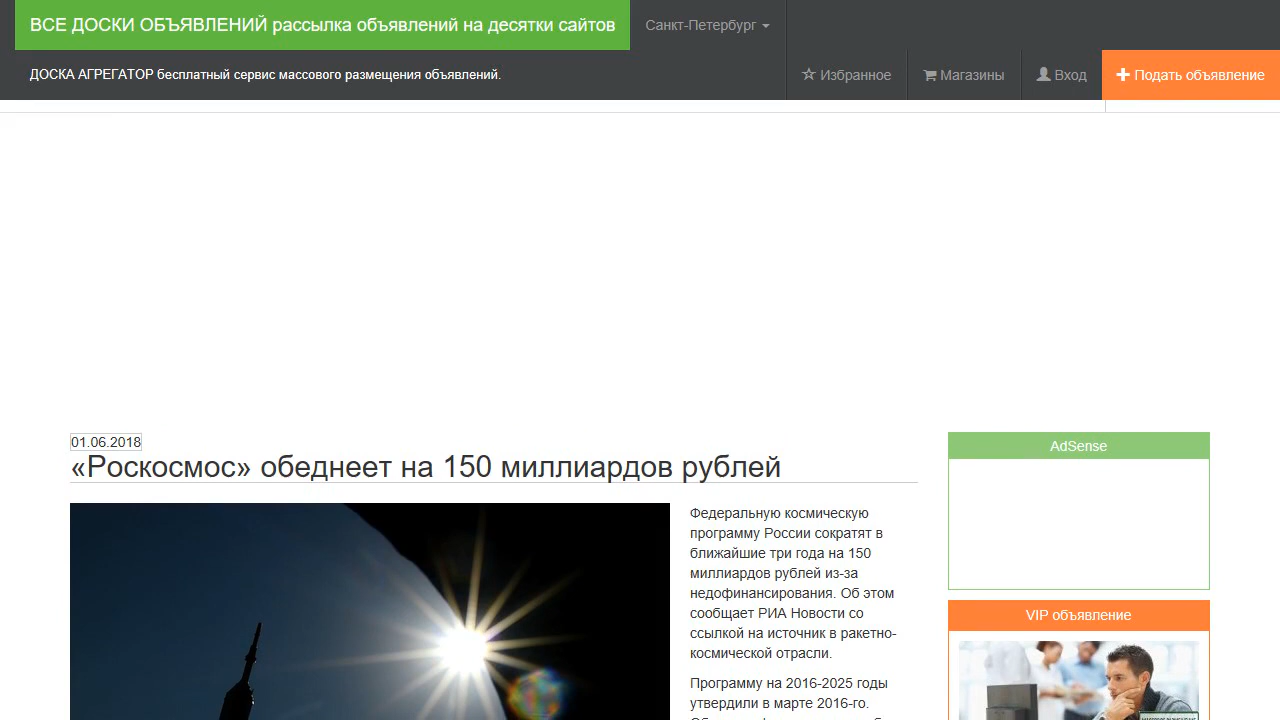 ВСЕ ДОСКИ ОБЪЯВЛЕНИЙ рассылка объявлений на десятки сайтов
Санкт-Петербург
ДОСКА АГРЕГАТОР бесплатный сервис массового размещения объявлений.
Избранное
Магазины
Вход
Подать объявление
01.06.2018
«Роскосмос» обеднеет на 150 миллиардов рублей
Федеральную космическую
программу России сократят в
ближайшие три года на 150
миллиардов рублей из-за
недофинансирования. Об этом
сообщает РИА Новости со
ссылкой на источник в ракетно-
космической отрасли.
Программу на 2016-2025 годы
утвердили в марте 2016-го.
AdSense
VIP объявление